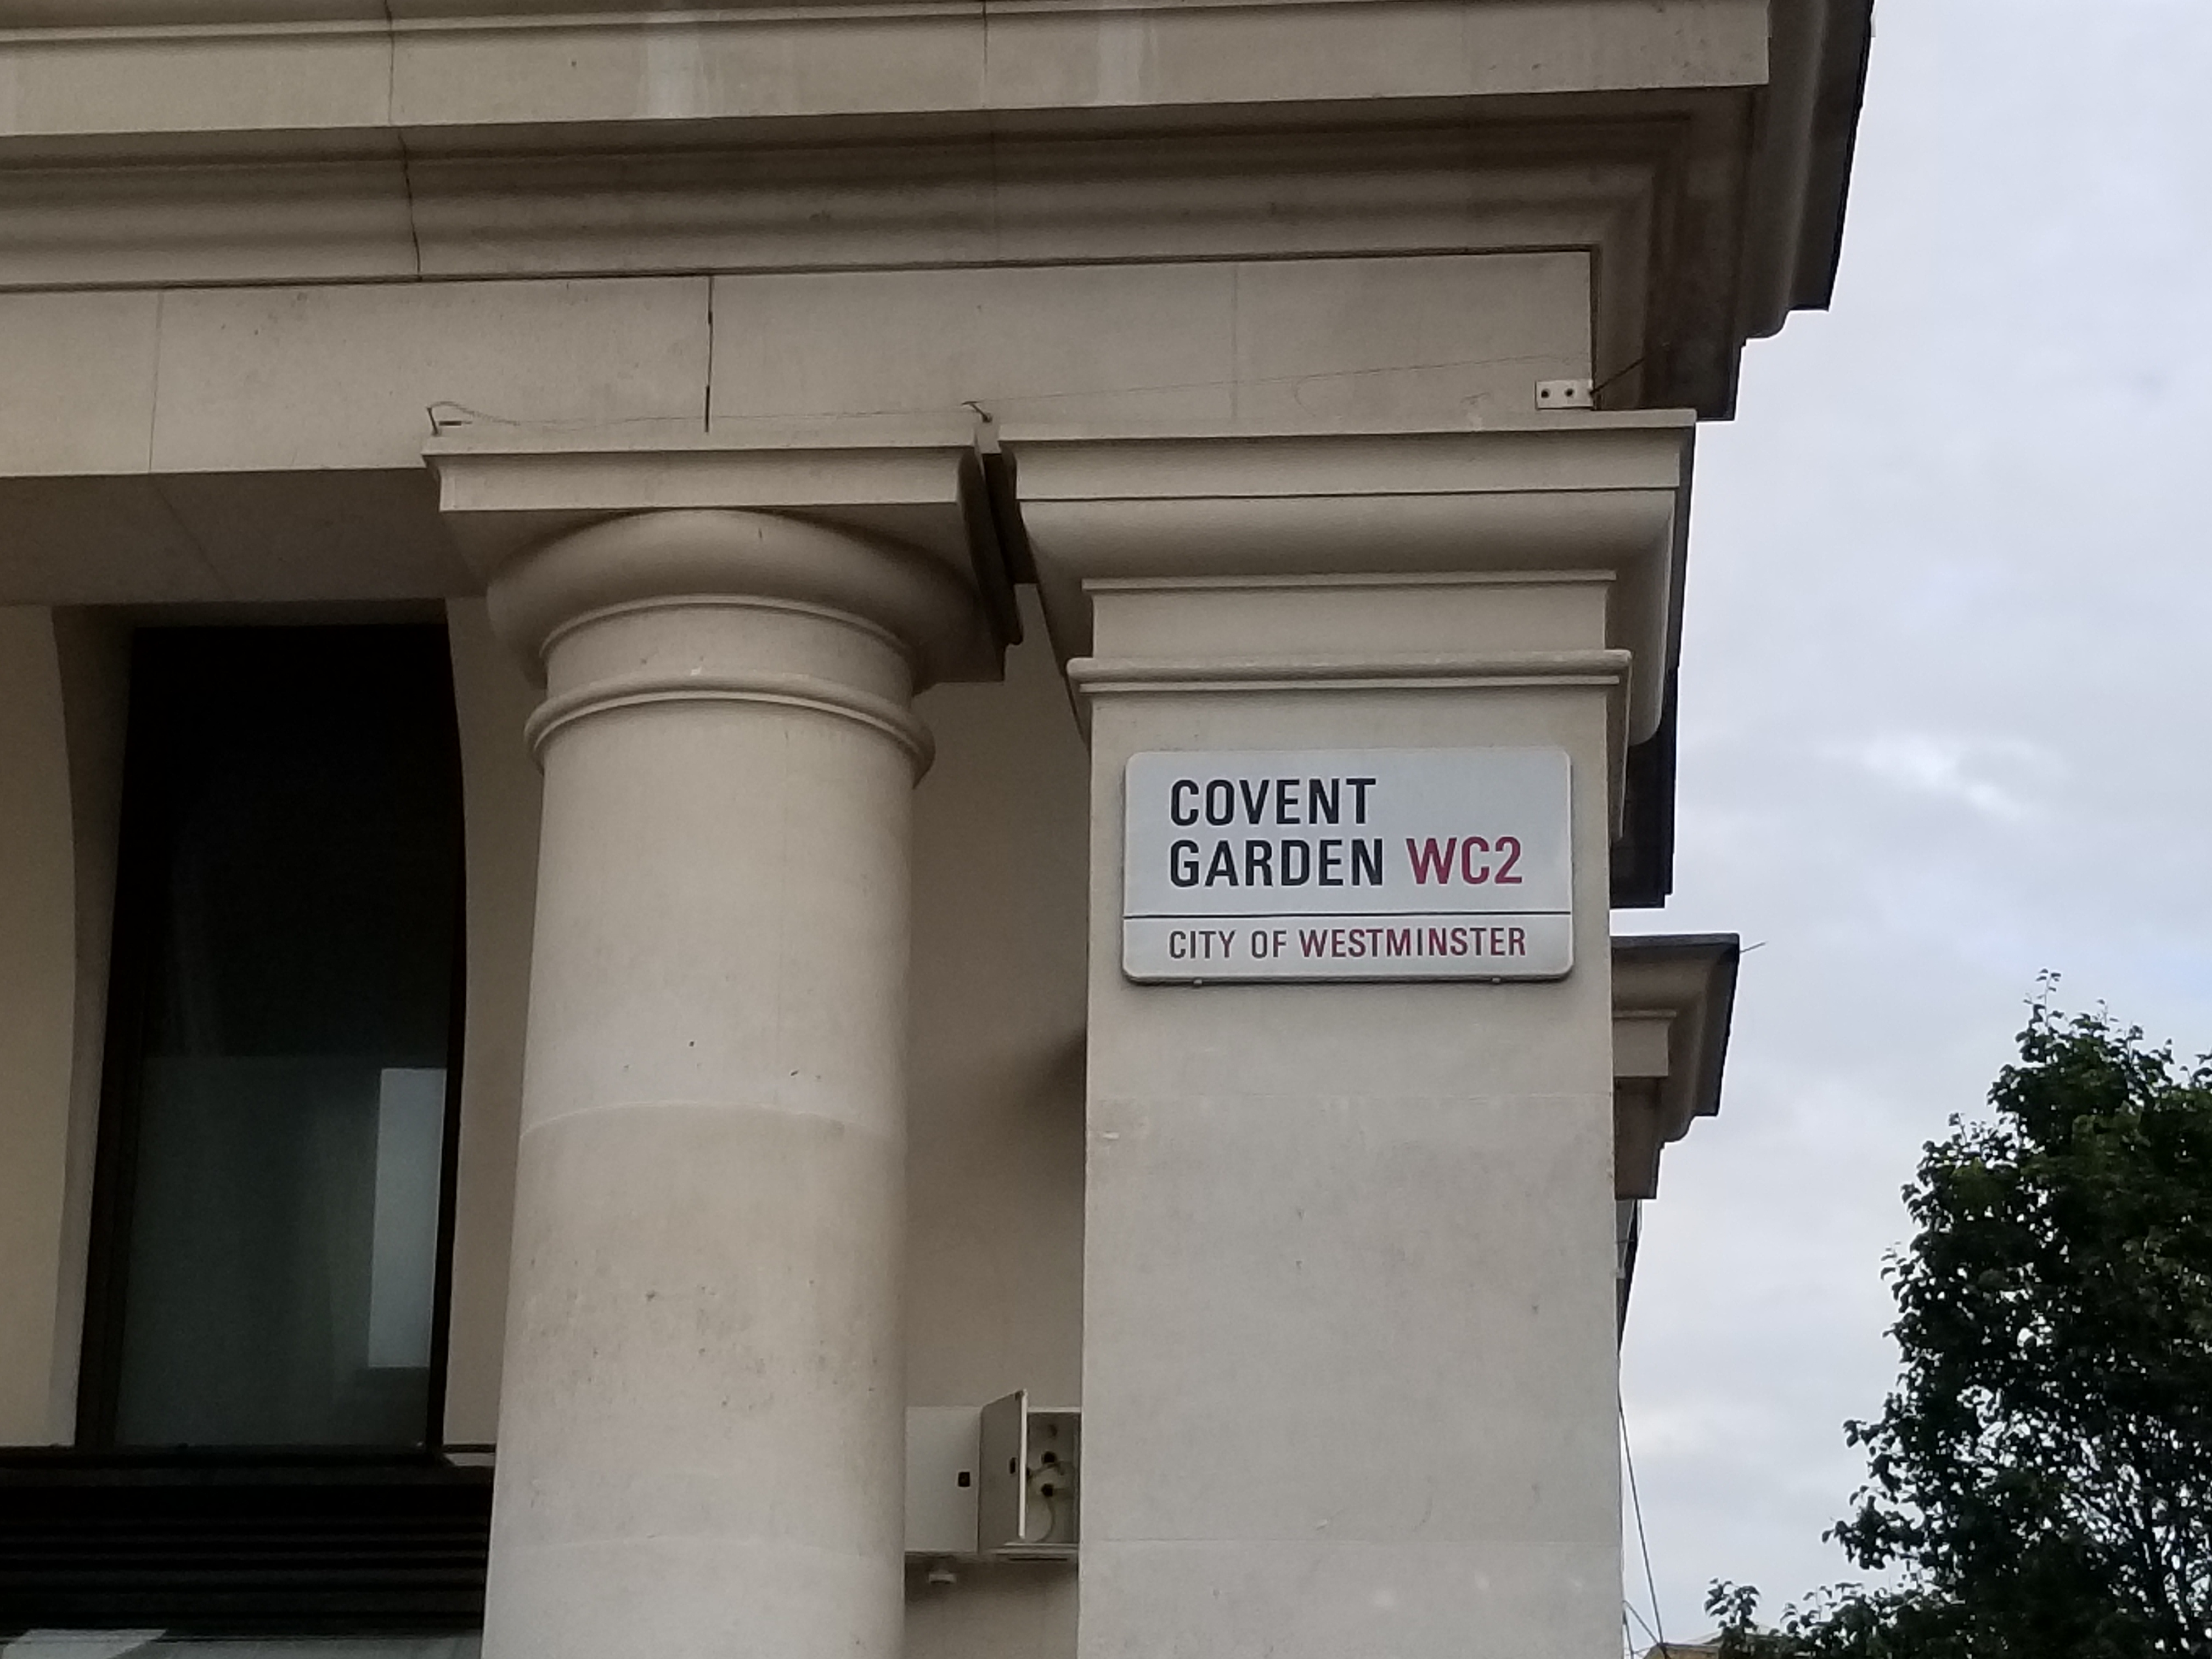 COVENT
GARDEN WC2
CITY OF WESTMINSTER